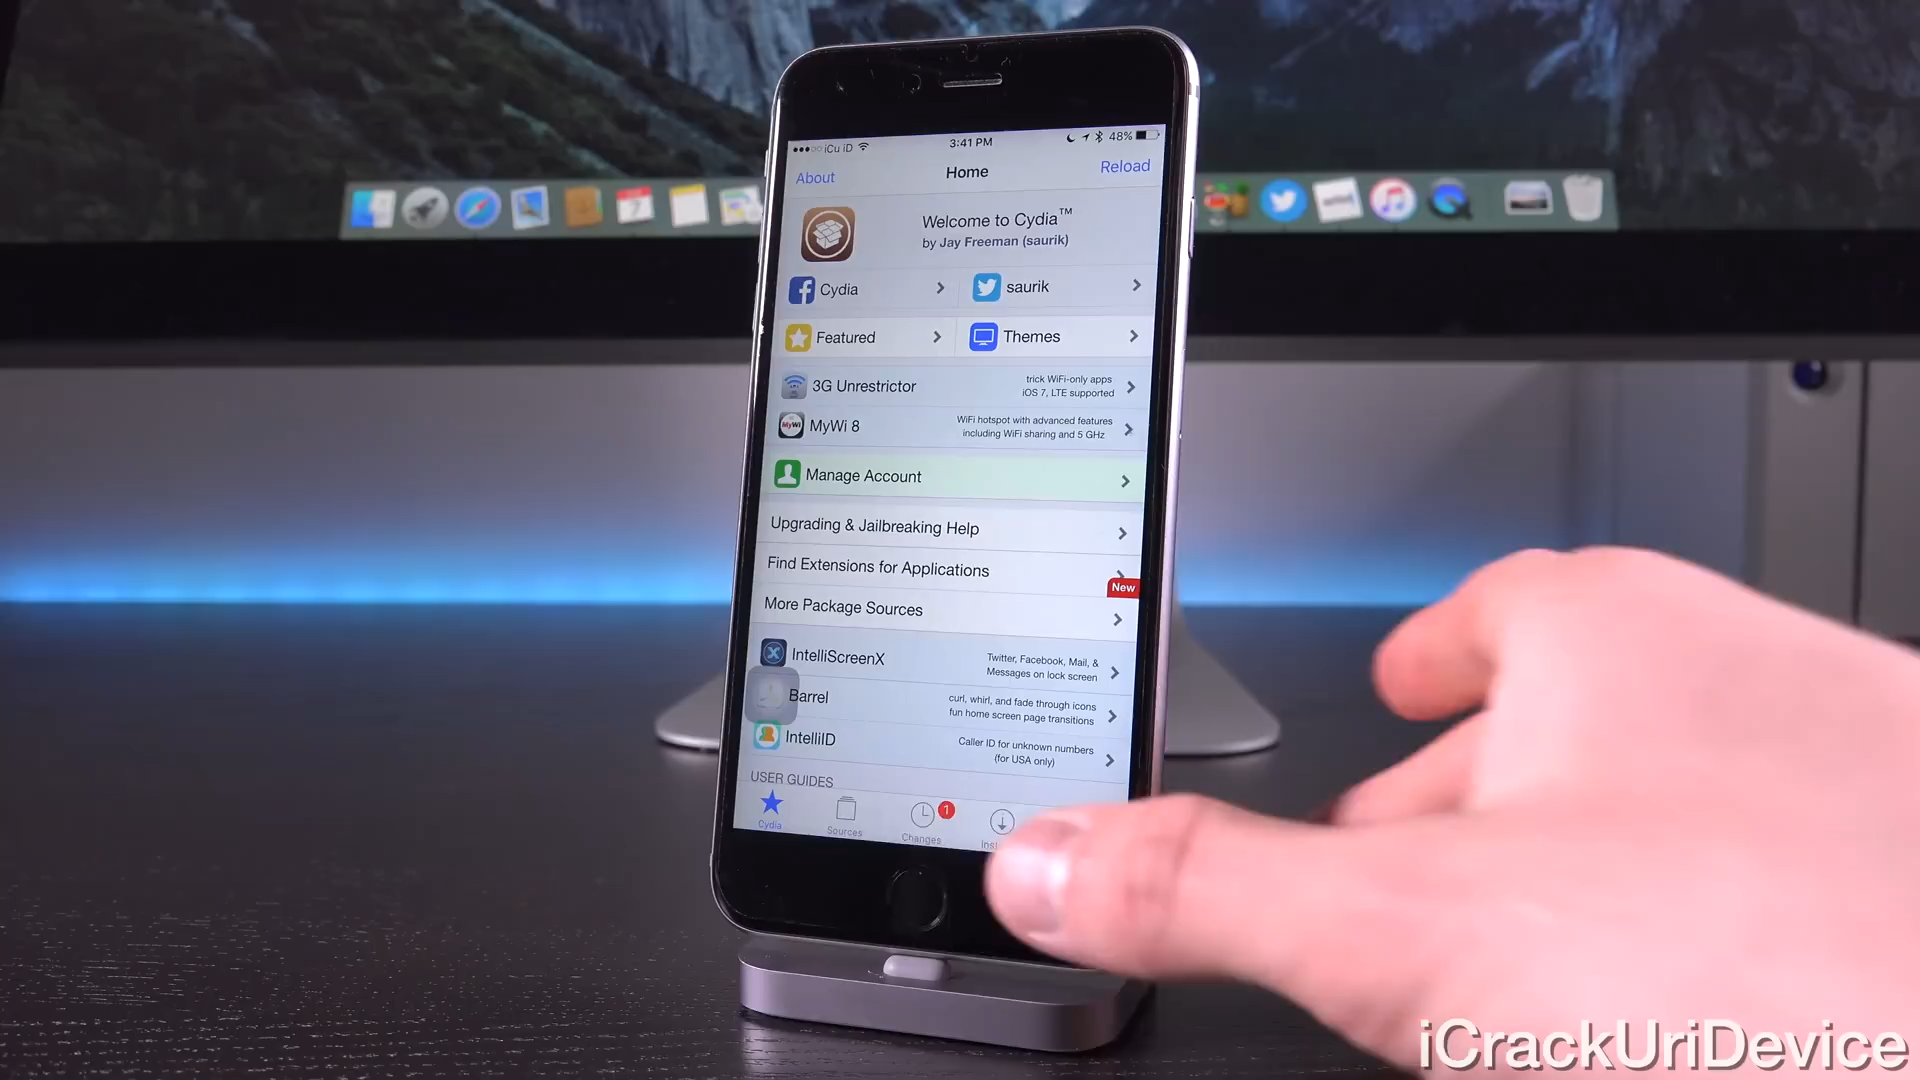 iCu iD
3:41 PM
48%
About
Home
Reload
Welcome to Cydia™
by Jay Freeman (saurik)
Cydia
saurik
Featured
Themes
3G Unrestrictor
trick WiFi-only apps
iOS 7, LTE supported
MyWi
MyWi 8
WiFi hotspot with advanced features
including WiFi sharing and 5 GHz
Manage Account
Upgrading & Jailbreaking Help
Find Extensions for Applications
New
More Package Sources
IntelliScreenX
Twitter, Facebook, Mail, &
Messages on lock screen
Barrel
curl, whirl, and fade through icons
fun home screen page transitions
IntelliID
Caller ID for unknown numbers
(for USA only)
USER GUIDES
1
Cydia
Sources
Changes
7
iCrackUriDevice